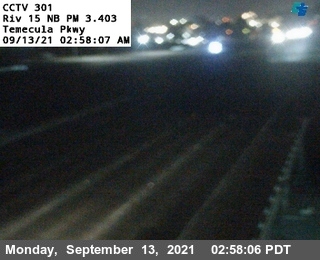 CCTV 301
Riv 15 NB PM 3.403
Temecula Pkwy
09/13/21 02:58:07 AM
Monday, September 13, 2021 02:58:06 PDT